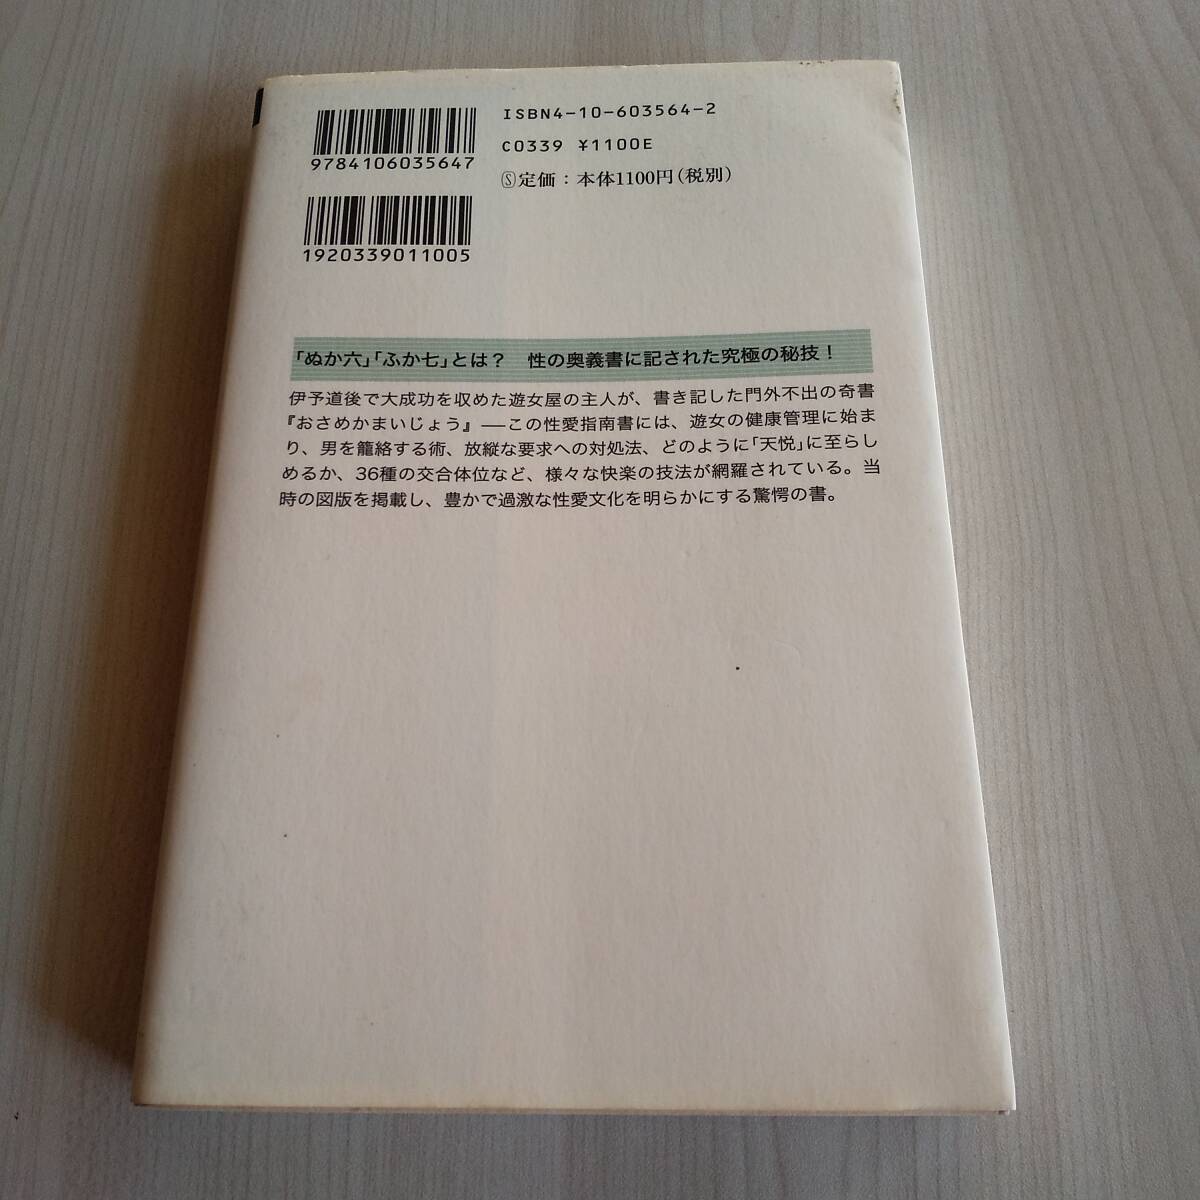 ISBN4-10-603564-2
9784106035647
C0339 ¥1100E
Ⓢ定価：本体1100円（税別）
1920339011005
「ぬか六」「ふか七」とは？　性の奥義書に記された究極の秘技！
伊予道後で大成功を収めた遊女屋の主人が、書き記した門外不出の奇書
『おさめかまいじょう』──この性愛指南書には、遊女の健康管理に始ま
り、男を籠絡する術、放縦な要求への対処法、どのように「天悦」に至らし
めるか、36種の交合体位など、様々な快楽の技法が網羅されている。当
時の図版を掲載し、豊かで過激な性愛文化を明らかにする驚愕の書。